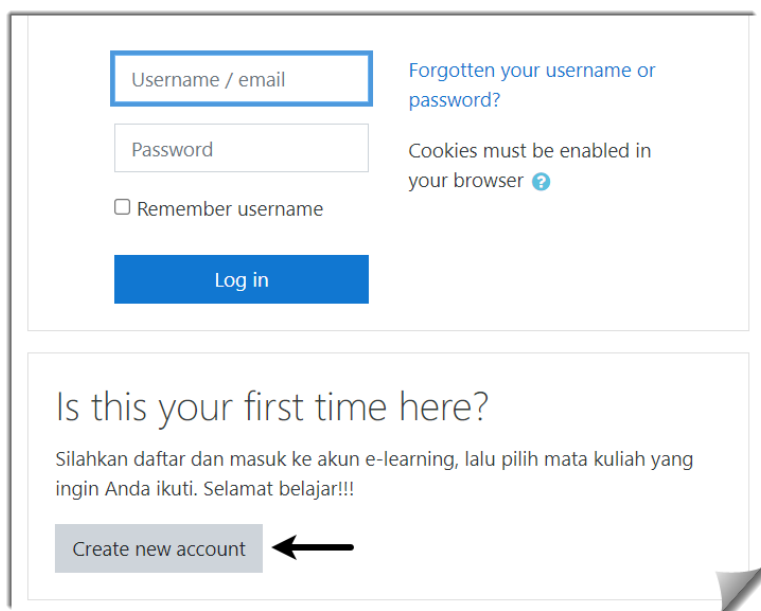 Username / email
Forgotten your username or
password?
Password
Cookies must be enabled in
your browser
Remember username
Log in
Is this your first time here?
Silahkan daftar dan masuk ke akun e-learning, lalu pilih mata kuliah yang
ingin Anda ikuti. Selamat belajar!!!
Create new account